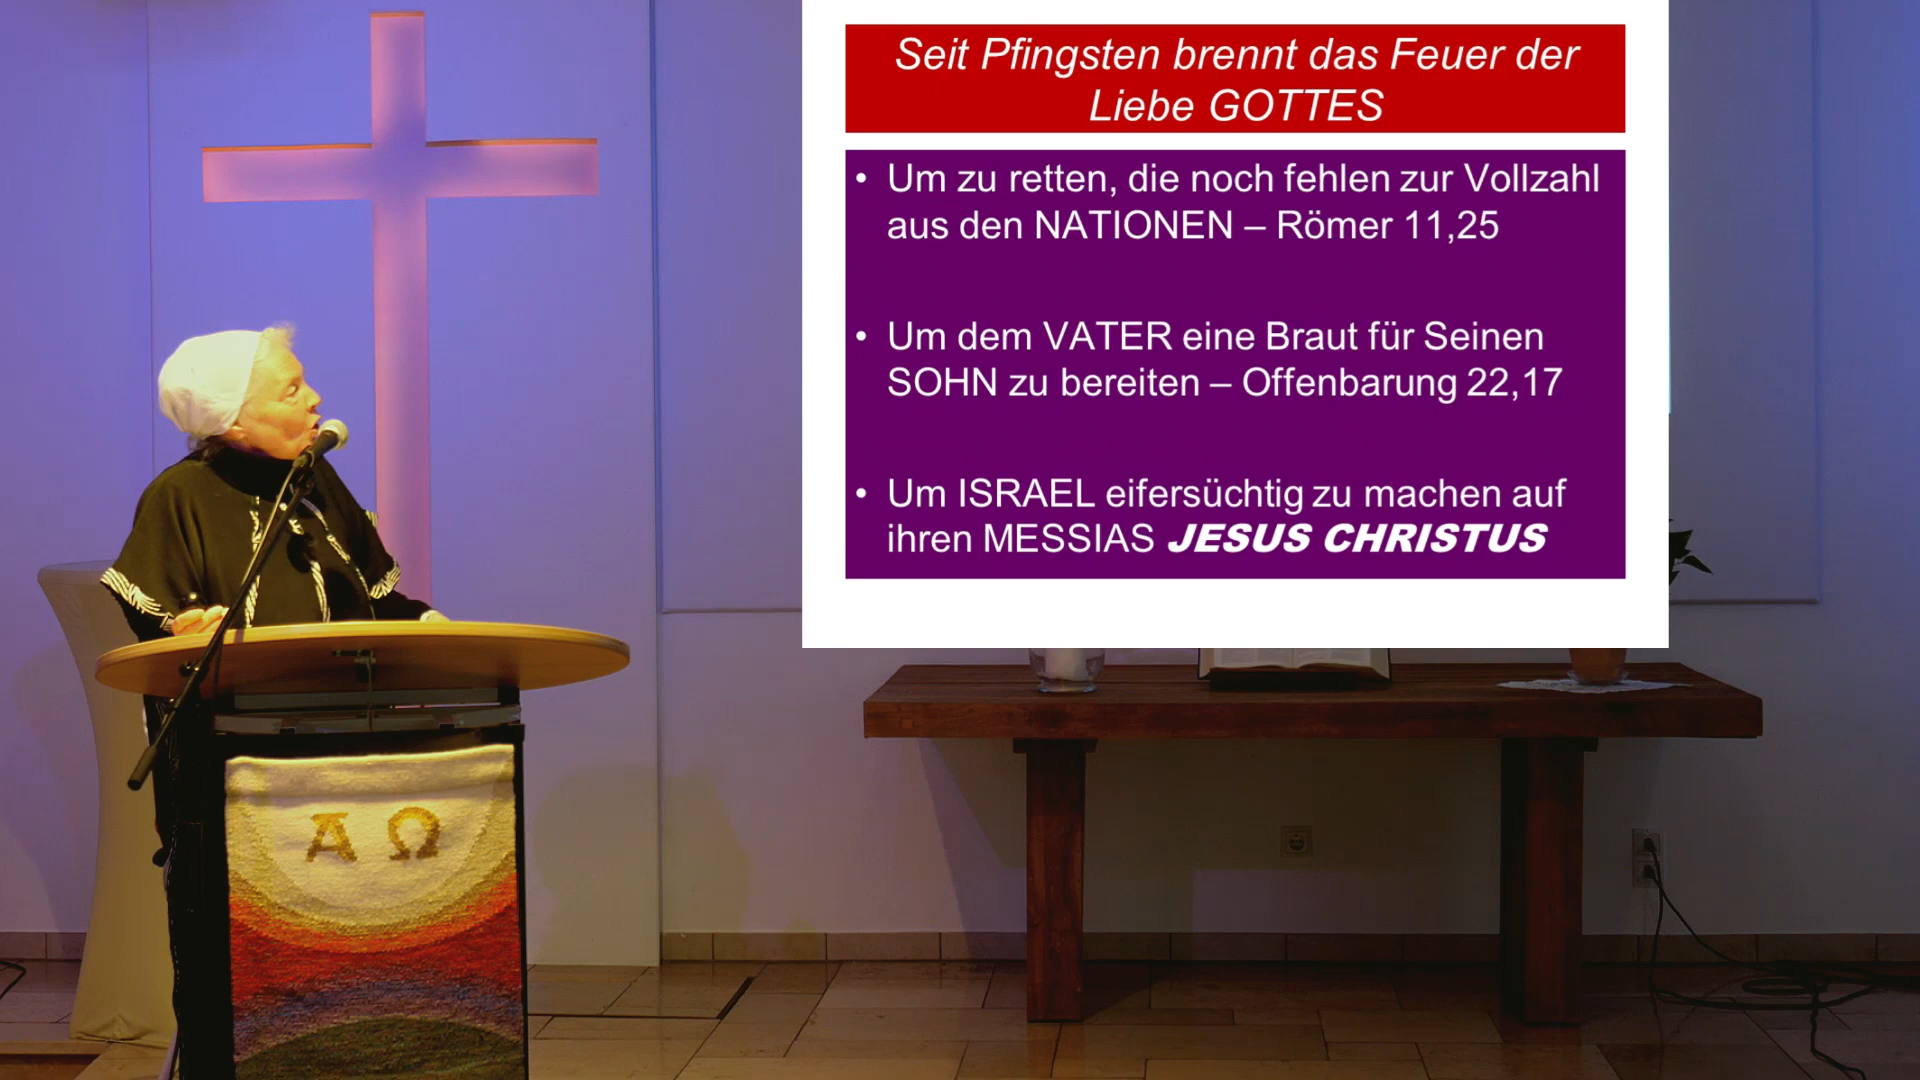 Seit Pfingsten brennt das Feuer der
Liebe GOTTES
• Um zu retten, die noch fehlen zur Vollzahl
aus den NATIONEN – Römer 11,25
• Um dem VATER eine Braut für Seinen
SOHN zu bereiten – Offenbarung 22,17
• Um ISRAEL eifersüchtig zu machen auf
ihren MESSIAS JESUS CHRISTUS
Α Ω